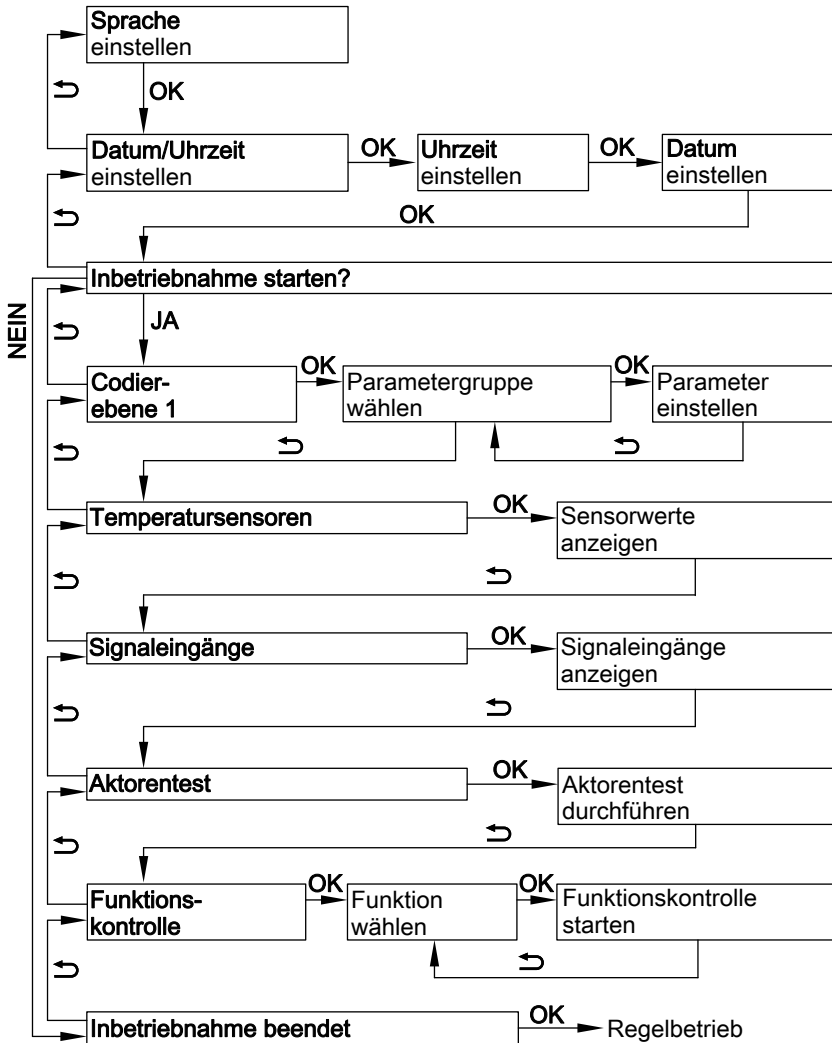 Sprache
einstellen
OK
Datum/Uhrzeit
einstellen
OK
Uhrzeit
einstellen
OK
Datum
einstellen
OK
Inbetriebnahme starten?
NEIN
JA
Codier-
ebene 1
OK
Parametergruppe
wählen
OK
Parameter
einstellen
Temperatursensoren
OK
Sensorwerte
anzeigen
Signaleingänge
OK
Signaleingänge
anzeigen
Aktorentest
OK
Aktorentest
durchführen
Funktions-
kontrolle
OK
Funktion
wählen
OK
Funktionskontrolle
starten
Inbetriebnahme beendet
OK
Regelbetrieb